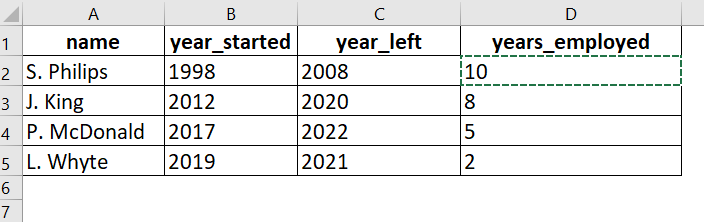 A B C D
1 name year_started year_left years_employed
2 S. Philips 1998 2008 10
3 J. King 2012 2020 8
4 P. McDonald 2017 2022 5
5 L. Whyte 2019 2021 2
6
7